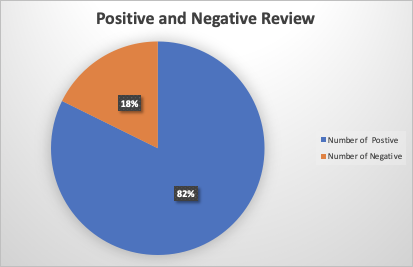 Positive and Negative Review
18%
Number of  Postive
Number of Negative
82%